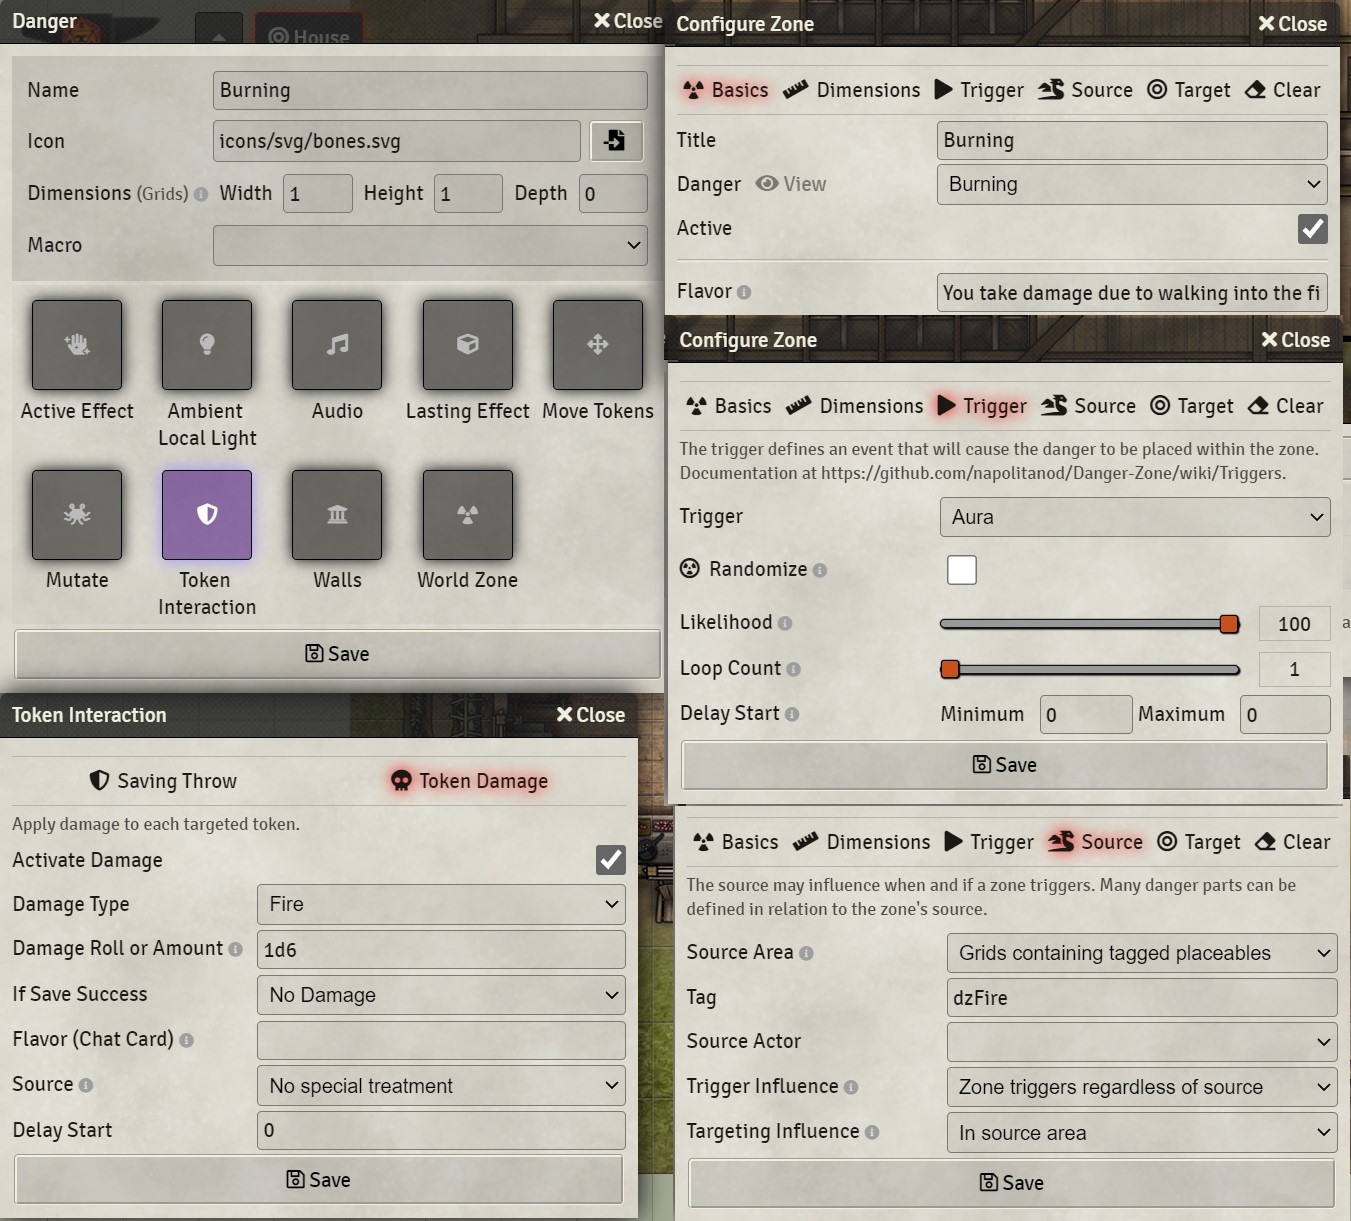 Danger
House
Close
Name
Burning
Icon
icons/svg/bones.svg
Dimensions (Grids) Width 1 Height 1 Depth 0
Macro
Active Effect
Ambient Local Light
Audio
Lasting Effect
Move Tokens
Mutate
Token Interaction
Walls
World Zone
Save
Configure Zone
Close
Basics Dimensions Trigger Source Target Clear
Title
Burning
Danger View
Burning
Active
Flavor
You take damage due to walking into the fi
Configure Zone
Close
Basics Dimensions Trigger Source Target Clear
The trigger defines an event that will cause the danger to be placed within the zone.
Documentation at https://github.com/napolitanod/Danger-Zone/wiki/Triggers.
Trigger
Aura
Randomize
Likelihood
100
Loop Count
1
Delay Start Minimum 0 Maximum 0
Save
Token Interaction
Close
Saving Throw Token Damage
Apply damage to each targeted token.
Activate Damage
Damage Type
Fire
Damage Roll or Amount
1d6
If Save Success
No Damage
Flavor (Chat Card)
Source
No special treatment
Delay Start
0
Save
Basics Dimensions Trigger Source Target Clear
The source may influence when and if a zone triggers. Many danger parts can be
defined in relation to the zone's source.
Source Area
Grids containing tagged placeables
Tag
dzFire
Source Actor
Trigger Influence
Zone triggers regardless of source
Targeting Influence
In source area
Save